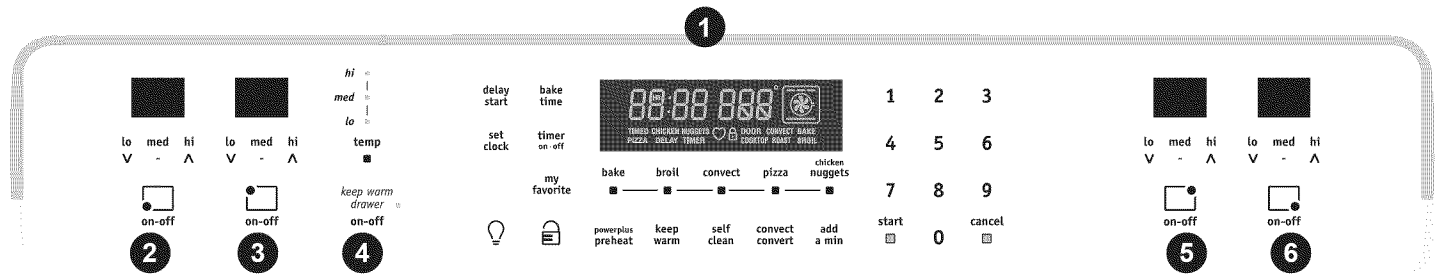 1
hi
med
lo
lo med hi
lo med hi
temp
keep warm
drawer
on-off
on-off
on-off
2
3
4
delay
start
bake
time
set
clock
timer
on-off
my
favorite
88:88 888°
TIMED CHICKEN NUGGETS DOOR CONVECT BAKE
PIZZA DELAY TIMER COOKTOP ROAST BROIL
bake
broil
convect
pizza
chicken
nuggets
powerplus
preheat
keep
warm
self
clean
convect
convert
add
a min
1 2 3
4 5 6
7 8 9
start
0
cancel
lo med hi
lo med hi
on-off
on-off
5
6